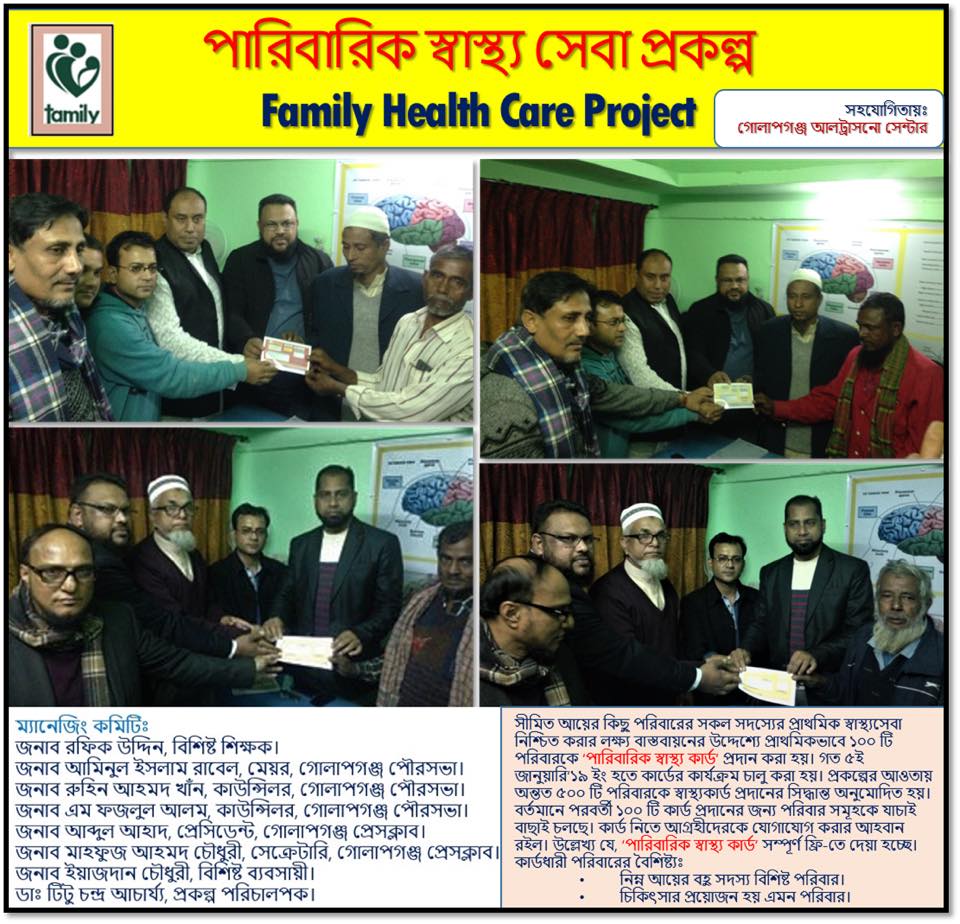 পারিবারিক স্বাস্থ্য সেবা প্রকল্প
family
Family Health Care Project
সহযোগিতায়ঃ
গোলাপগঞ্জ আলট্রাসনো সেন্টার
ম্যানেজিং কমিটিঃ
জনাব রফিক উদ্দিন, বিশিষ্ট শিক্ষক।
জনাব আমিনুল ইসলাম রাবেল, মেয়র, গোলাপগঞ্জ পৌরসভা।
জনাব রুহিন আহমদ খাঁন, কাউন্সিলর, গোলাপগঞ্জ পৌরসভা।
জনাব এম ফজলুল আলম, কাউন্সিলর, গোলাপগঞ্জ পৌরসভা।
জনাব আব্দুল আহাদ, প্রেসিডেন্ট, গোলাপগঞ্জ প্রেসক্লাব।
জনাব মাহফুজ আহমদ চৌধুরী, সেক্রেটারি, গোলাপগঞ্জ প্রেসক্লাব।
জনাব ইয়াজদান চৌধুরী, বিশিষ্ট ব্যবসায়ী।
ডাঃ টিটু চন্দ্র আচার্য্য, প্রকল্প পরিচালপক।
সীমিত আয়ের কিছু পরিবারের সকল সদস্যের প্রাথমিক স্বাস্থ্যসেবা
নিশ্চিত করার লক্ষ্য বাস্তবায়নের উদ্দেশ্যে প্রাথমিকভাবে ১০০ টি
পরিবারকে ‘পারিবারিক স্বাস্থ্য কার্ড’ প্রদান করা হয়। গত ৫ই
জানুয়ারি’১৯ ইং হতে কার্ডের কার্যক্রম চালু করা হয়। প্রকল্পের আওতায়
অন্তত ৫০০ টি পরিবারকে স্বাস্থ্যকার্ড প্রদানের সিদ্ধান্ত অনুমোদিত হয়।
বর্তমানে পরবর্তী ১০০ টি কার্ড প্রদানের জন্য পরিবার সমূহকে যাচাই
বাছাই চলছে। কার্ড নিতে আগ্রহীদেরকে যোগাযোগ করার আহবান
রইল। উল্লেখ্য যে, ‘পারিবারিক স্বাস্থ্য কার্ড’ সম্পূর্ণ ফ্রি-তে দেয়া হচ্ছে।
কার্ডধারী পরিবারের বৈশিষ্ট্যঃ
• নিম্ন আয়ের বহু সদস্য বিশিষ্ট পরিবার।
• চিকিৎসার প্রয়োজন হয় এমন পরিবার।